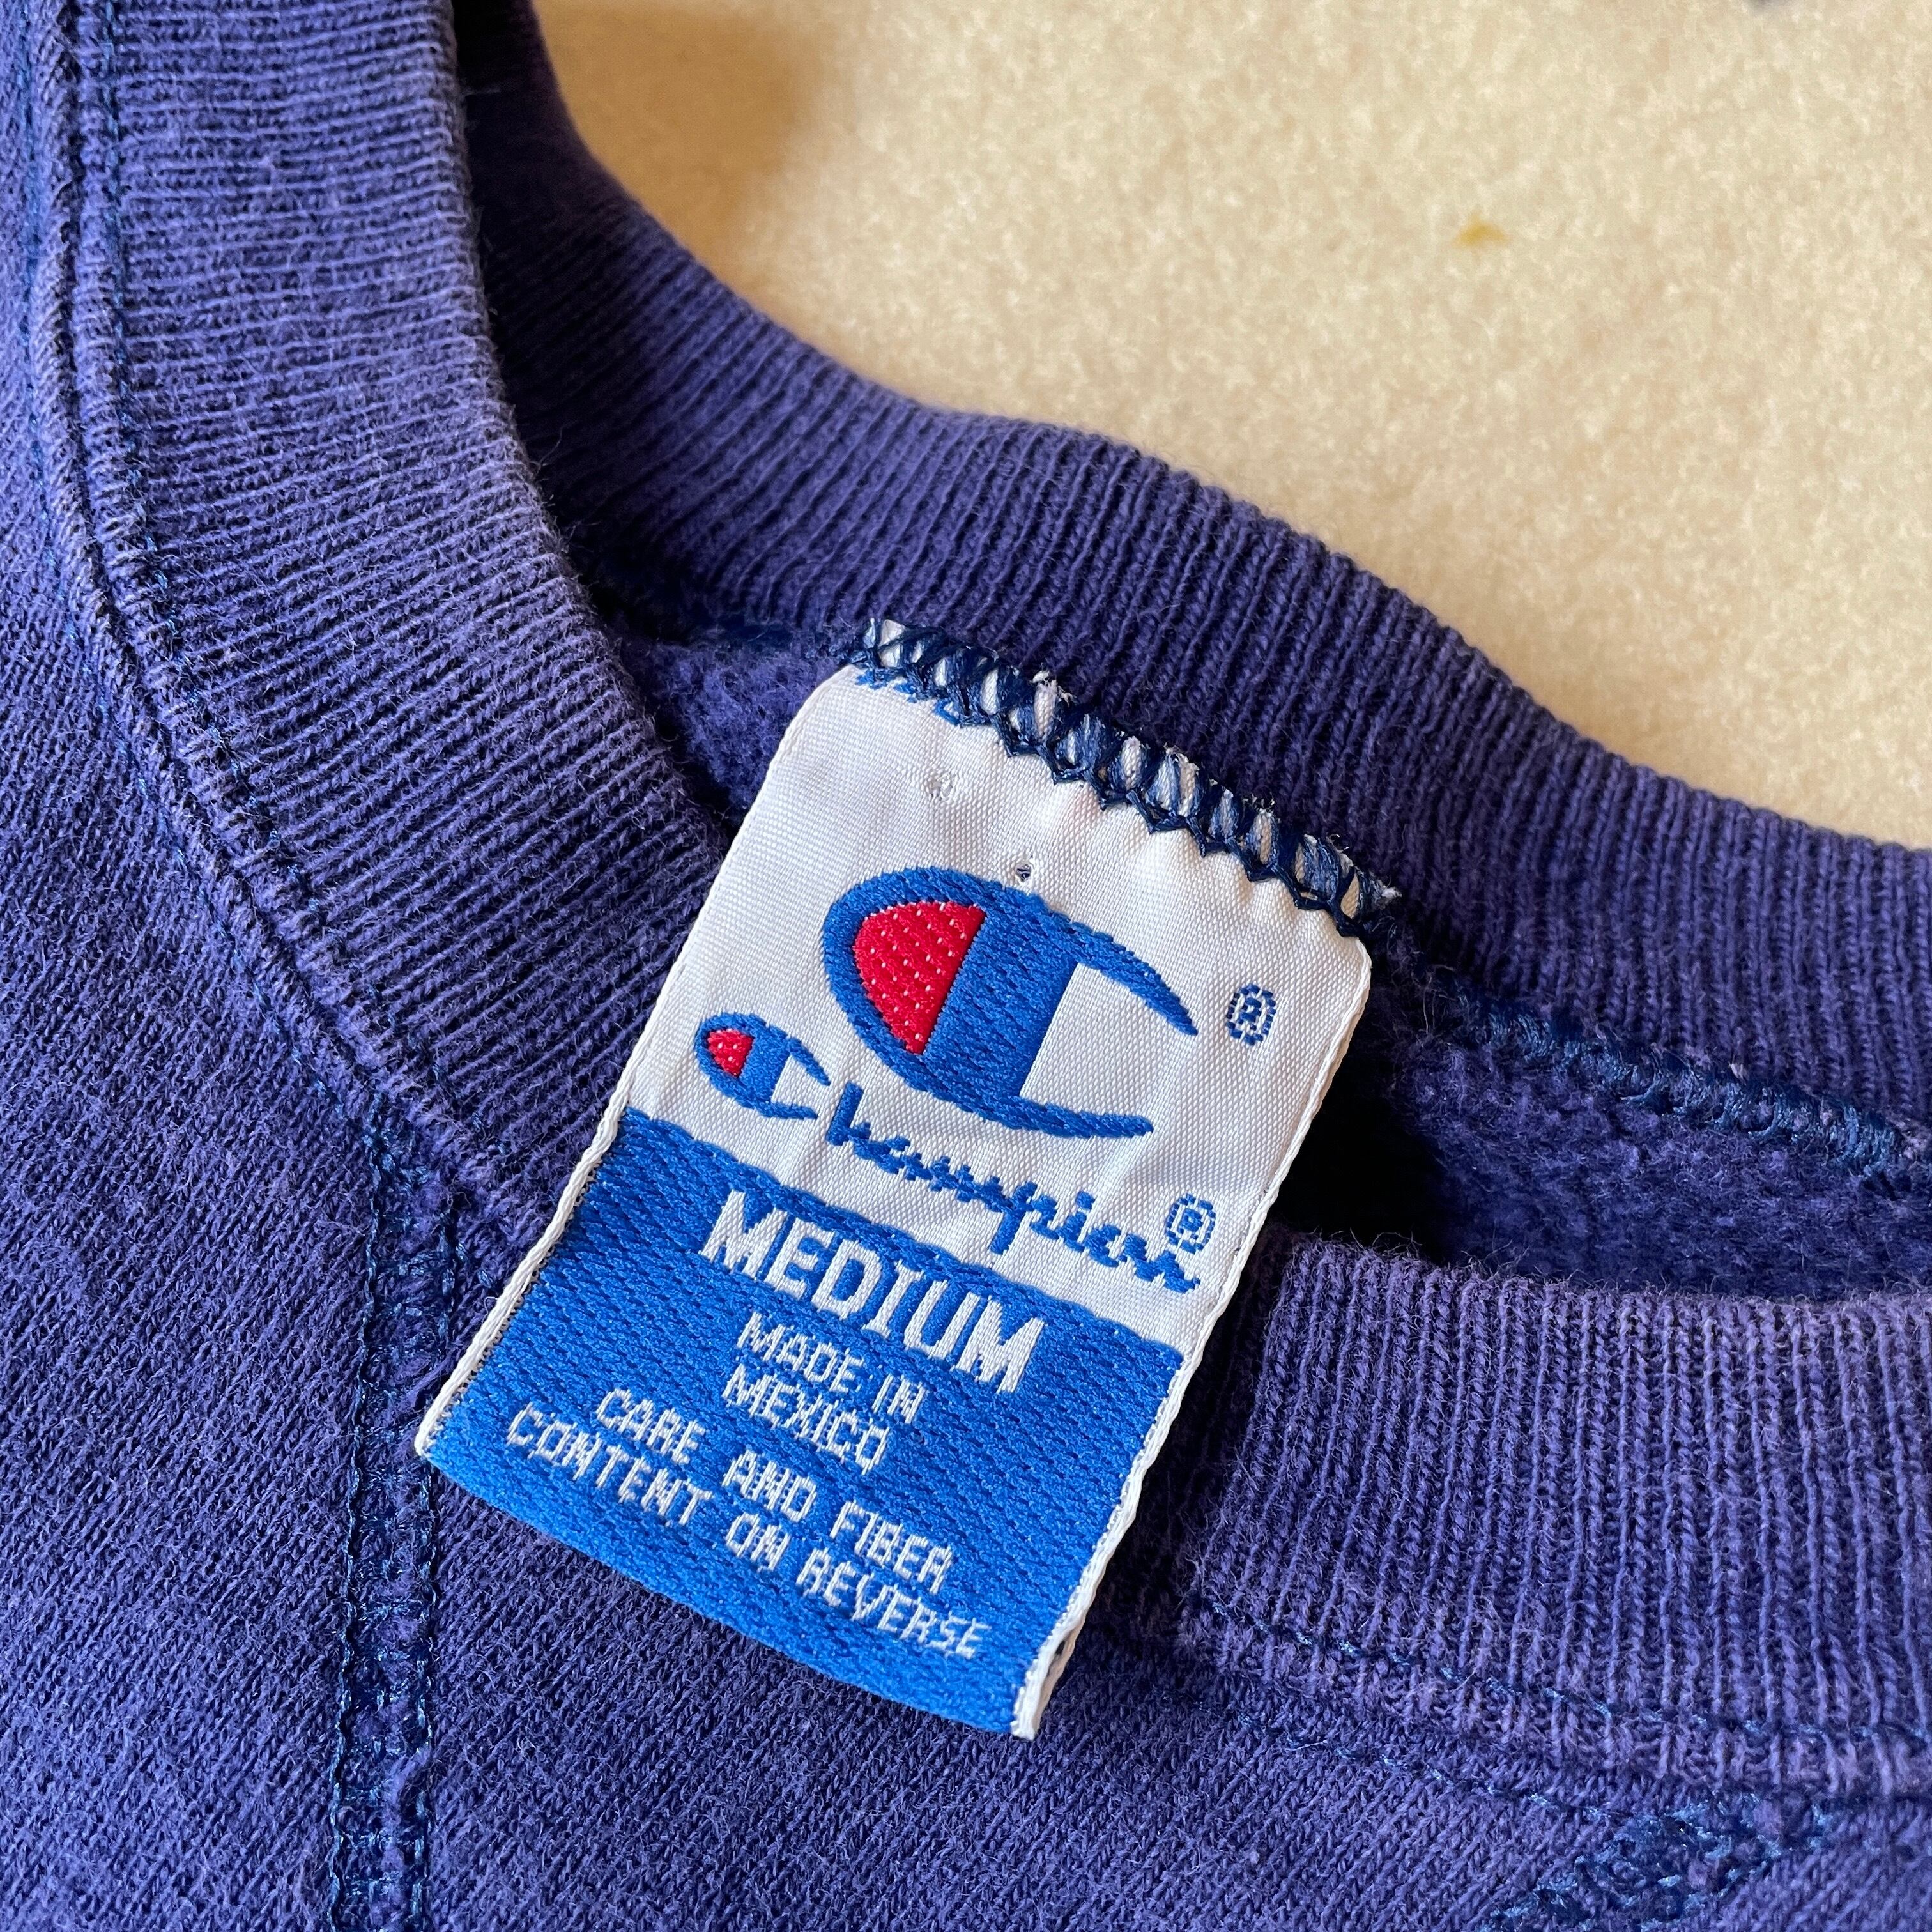 C ®
Champion®
MEDIUM
MADE IN
MEXICO
CARE AND FIBER
CONTENT ON REVERSE